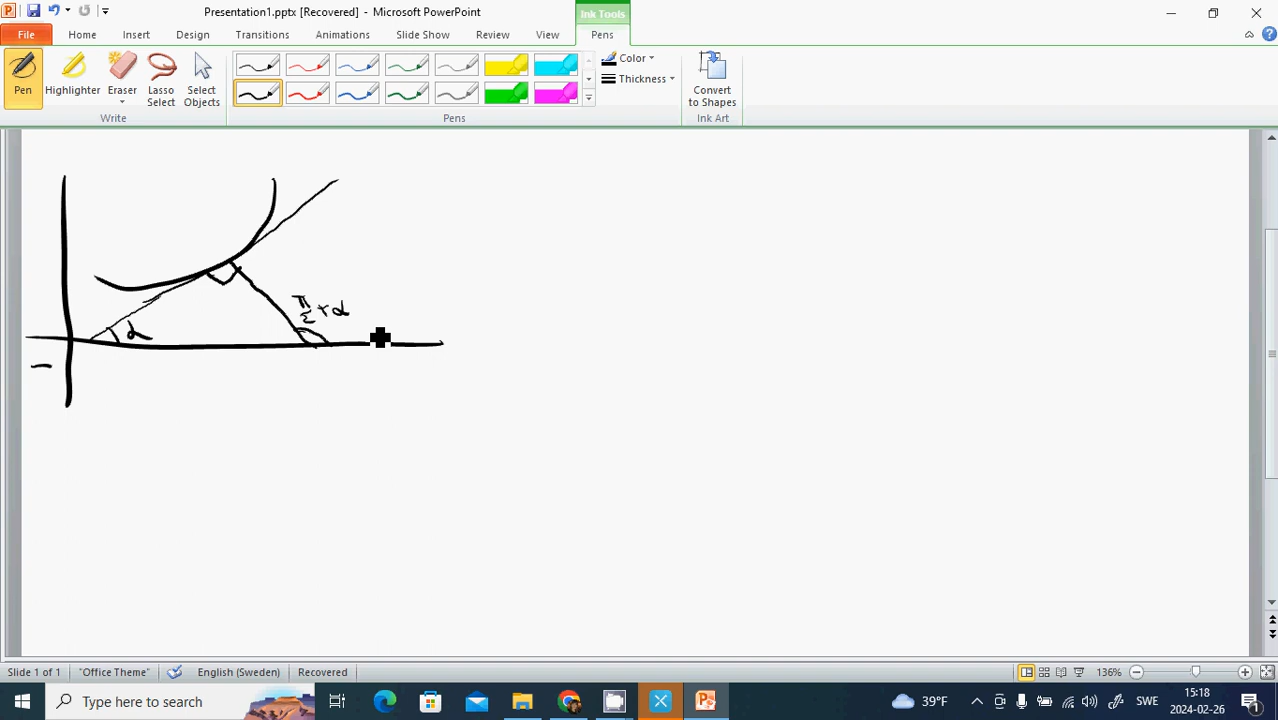 Presentation1.pptx [Recovered] - Microsoft PowerPoint
Ink Tools
File Home Insert Design Transitions Animations Slide Show Review View Pens
Pen
Highlighter
Eraser
Lasso Select
Select Objects
Color
Thickness
Convert to Shapes
Write
Pens
Ink Art
π/2 + α
α
Slide 1 of 1
"Office Theme"
English (Sweden)
Recovered
136%
Type here to search
39°F
SWE
15:18
2024-02-26
1